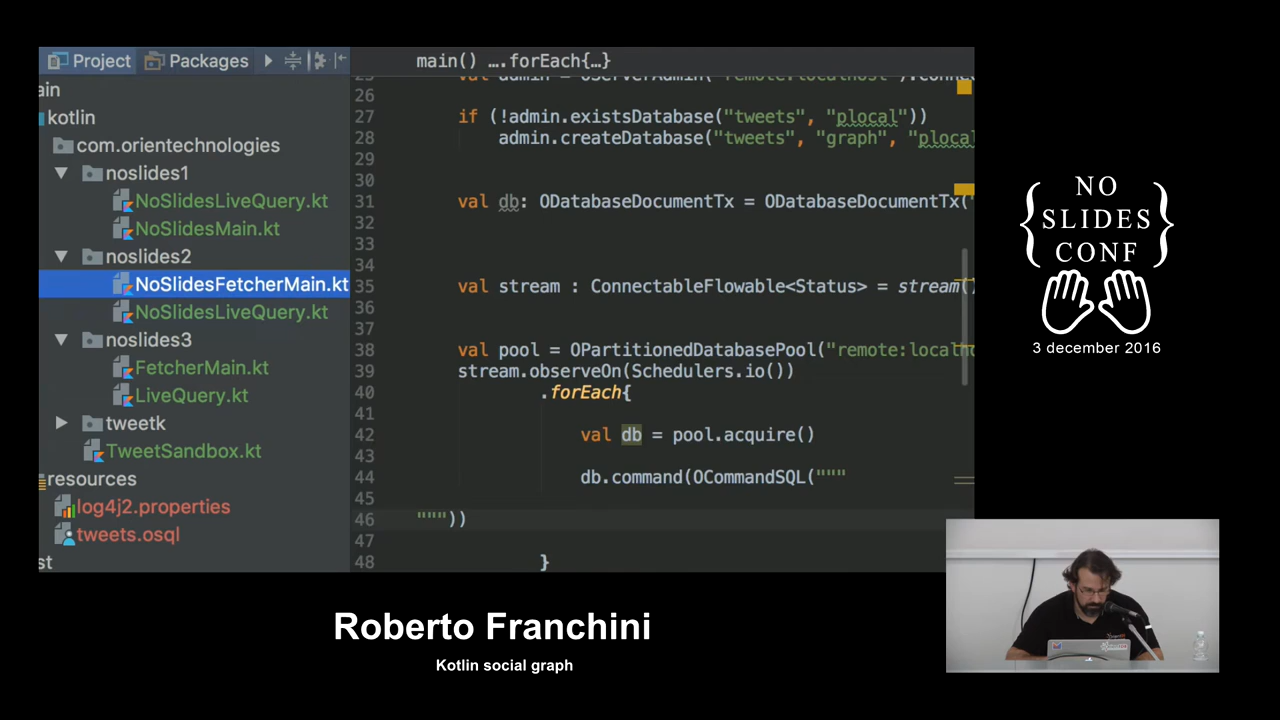 Project
Packages
main() ….forEach{…}
ain
kotlin
com.orientechnologies
noslides1
NoSlidesLiveQuery.kt
NoSlidesMain.kt
noslides2
NoSlidesFetcherMain.kt
NoSlidesLiveQuery.kt
noslides3
FetcherMain.kt
LiveQuery.kt
tweetk
TweetSandbox.kt
resources
log4j2.properties
tweets.osql
st
26
27 if (!admin.existsDatabase("tweets", "plocal"))
28 admin.createDatabase("tweets", "graph", "plocal
29
30
31 val db: ODatabaseDocumentTx = ODatabaseDocumentTx("
32
33
34
35 val stream : ConnectableFlowable<Status> = stream()
36
37
38 val pool = OPartitionedDatabasePool("remote:localho
39 stream.observeOn(Schedulers.io())
40 .forEach{
41
42 val db = pool.acquire()
43
44 db.command(OCommandSQL("""
45
46 """))
47
48 }
NO
SLIDES
CONF
3 december 2016
Roberto Franchini
Kotlin social graph